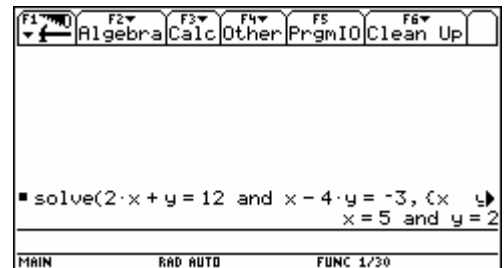 F1 F2 F3 F4 F5 F6
Algebra Calc Other PrgmIO Clean Up
solve(2·x + y = 12 and x - 4·y = -3, {x y
x = 5 and y = 2
MAIN RAD AUTO FUNC 1/30